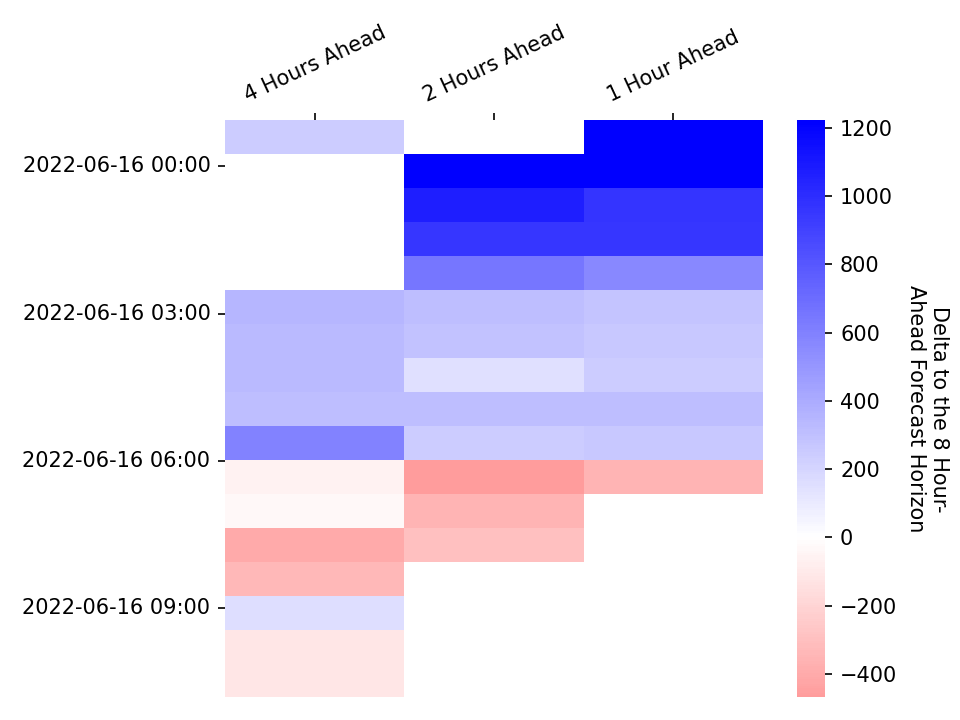 4 Hours Ahead
2 Hours Ahead
1 Hour Ahead
2022-06-16 00:00
2022-06-16 03:00
2022-06-16 06:00
2022-06-16 09:00
1200
1000
800
600
400
200
0
−200
−400
Delta to the 8 Hour-
Ahead Forecast Horizon